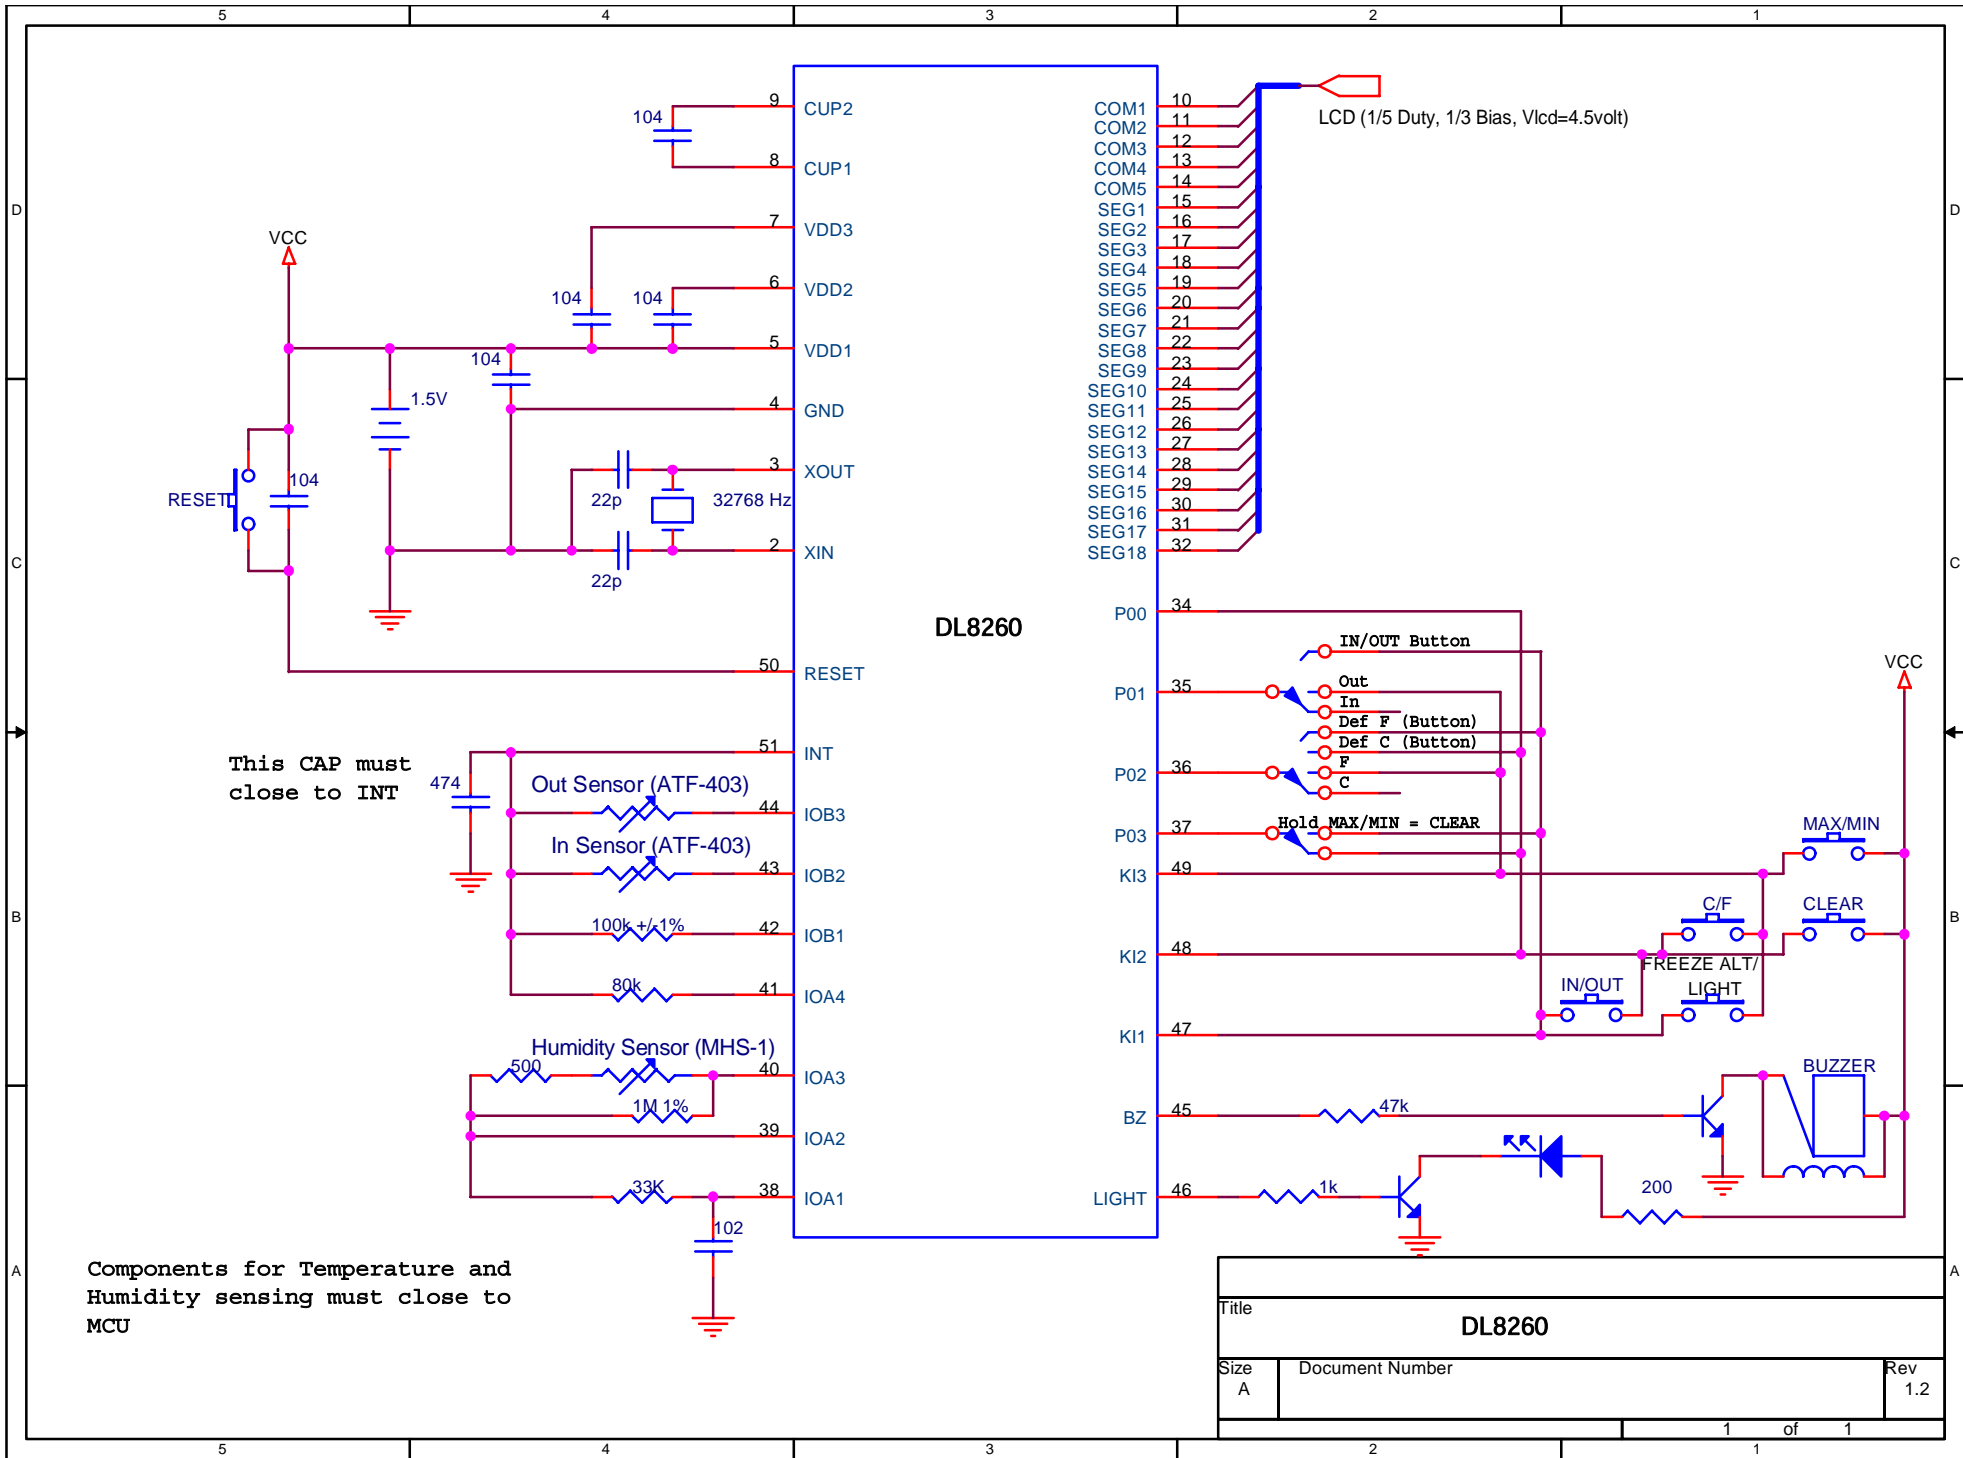 5
4
3
2
1
D
D
C
C
B
B
A
A
9
CUP2
104
8
CUP1
7
VDD3
VCC
6
VDD2
104
104
5
VDD1
104
1.5V
4
GND
3
XOUT
RESET
104
22p
32768 Hz
2
XIN
22p
50
RESET
51
INT
This CAP must
close to INT
474
Out Sensor (ATF-403)
44
IOB3
In Sensor (ATF-403)
43
IOB2
100k +/-1%
42
IOB1
80k
41
IOA4
Humidity Sensor (MHS-1)
500
40
IOA3
1M 1%
39
IOA2
33K
38
IOA1
102
Components for Temperature and
Humidity sensing must close to
MCU
DL8260
COM1
10
COM2
11
COM3
12
COM4
13
COM5
14
SEG1
15
SEG2
16
SEG3
17
SEG4
18
SEG5
19
SEG6
20
SEG7
21
SEG8
22
SEG9
23
SEG10
24
SEG11
25
SEG12
26
SEG13
27
SEG14
28
SEG15
29
SEG16
30
SEG17
31
SEG18
32
LCD (1/5 Duty, 1/3 Bias, Vlcd=4.5volt)
P00
34
IN/OUT Button
P01
35
Out
In
Def F (Button)
Def C (Button)
P02
36
F
C
P03
37
Hold MAX/MIN = CLEAR
KI3
49
KI2
48
KI1
47
VCC
MAX/MIN
C/F
CLEAR
FREEZE ALT/
LIGHT
IN/OUT
BUZZER
BZ
45
47k
LIGHT
46
1k
200
Title
DL8260
Size
A
Document Number
Rev
1.2
1 of 1
5
4
3
2
1